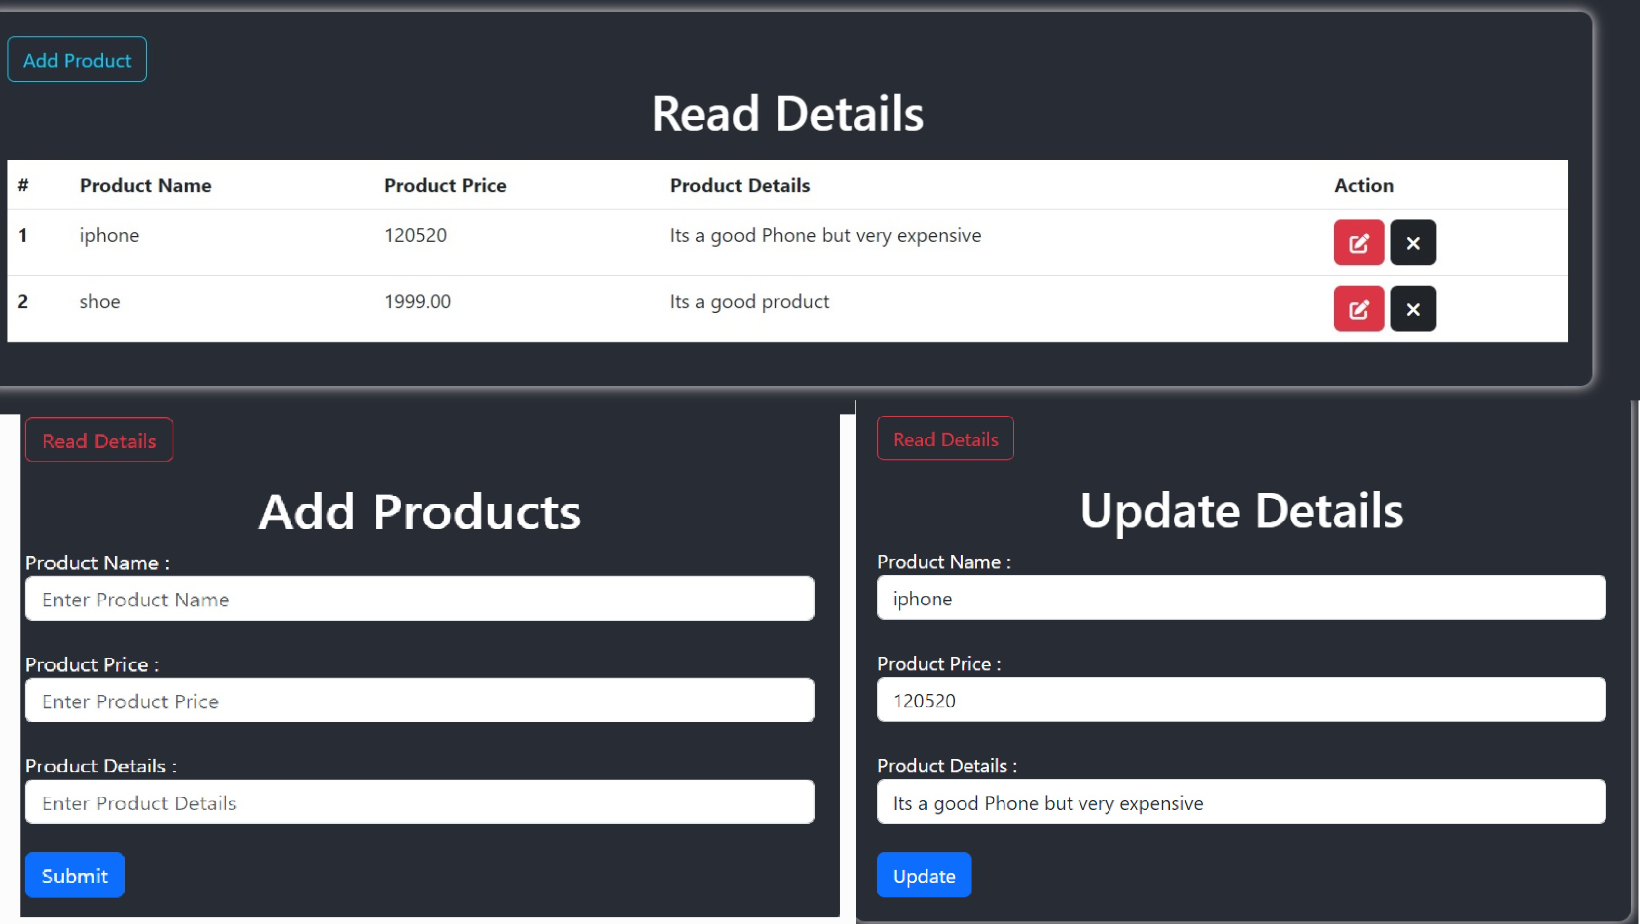 Add Product
Read Details
# Product Name Product Price Product Details Action
1 iphone 120520 Its a good Phone but very expensive
2 shoe 1999.00 Its a good product
Read Details
Add Products
Product Name :
Enter Product Name
Product Price :
Enter Product Price
Product Details :
Enter Product Details
Submit
Read Details
Update Details
Product Name :
iphone
Product Price :
120520
Product Details :
Its a good Phone but very expensive
Update